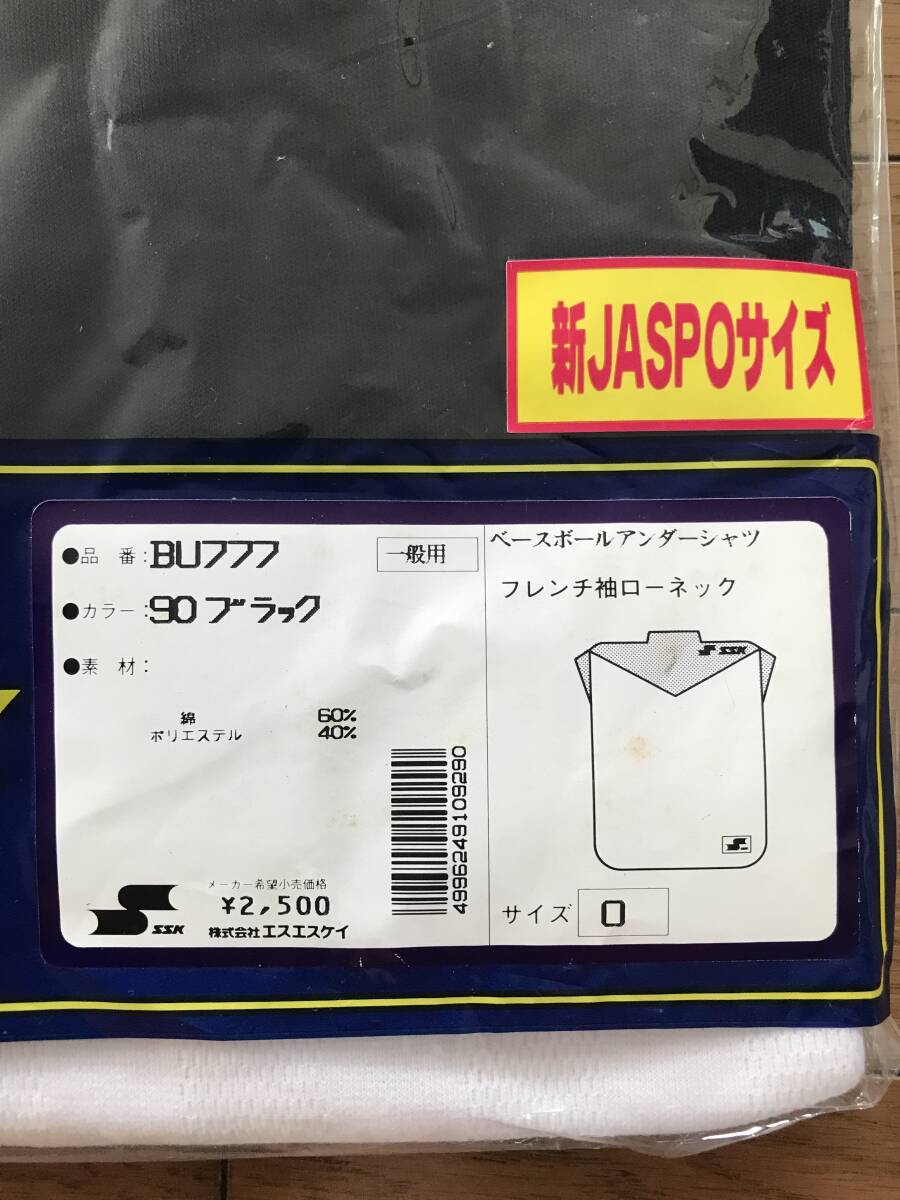 新JASPOサイズ
●品 番：BU777
一般用
●カラー：90 ブラック
●素 材：
綿 60%
ポリエステル 40%
4996249109290
SSK
メーカー希望小売価格
¥2,500
株式会社エスエスケイ
ベースボールアンダーシャツ
フレンチ袖ローネック
SSK
サイズ O